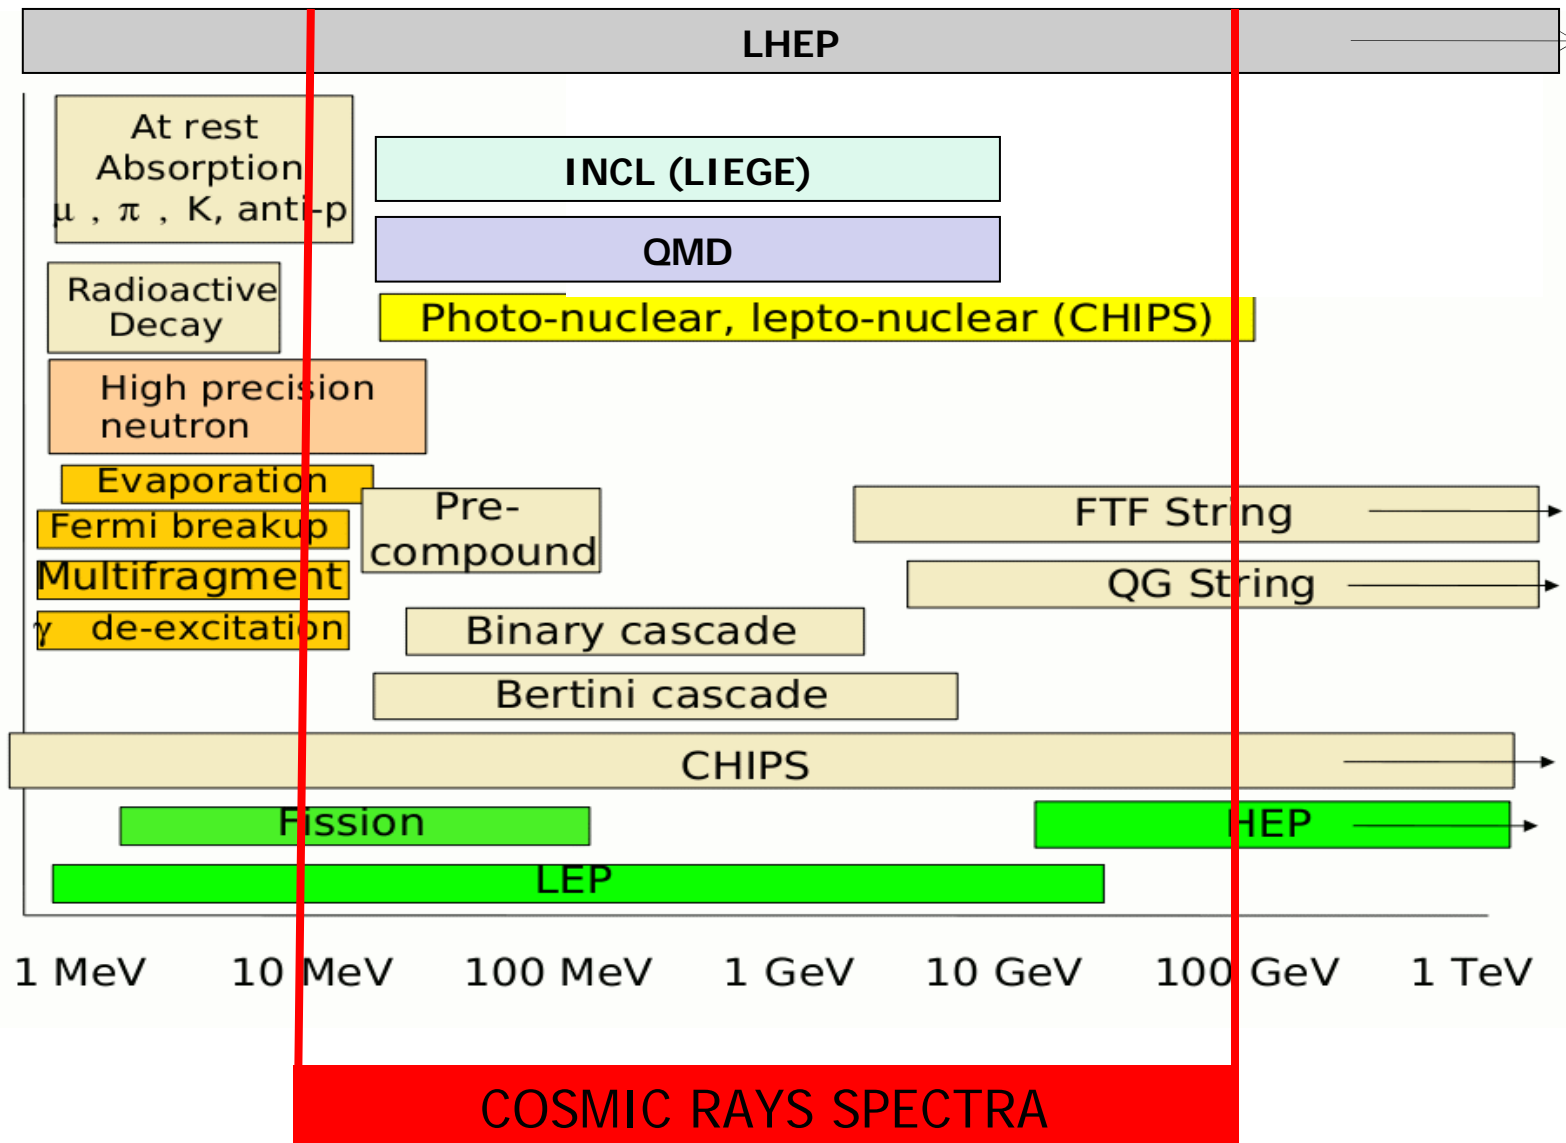 LHEP
At rest
Absorption
μ , π , K, anti-p
INCL (LIEGE)
QMD
Radioactive
Decay
Photo-nuclear, lepto-nuclear (CHIPS)
High precision
neutron
Evaporation
Pre-
compound
Fermi breakup
FTF String
Multifragment
QG String
γ de-excitation
Binary cascade
Bertini cascade
CHIPS
Fission
HEP
LEP
1 MeV 10 MeV 100 MeV 1 GeV 10 GeV 100 GeV 1 TeV
COSMIC RAYS SPECTRA